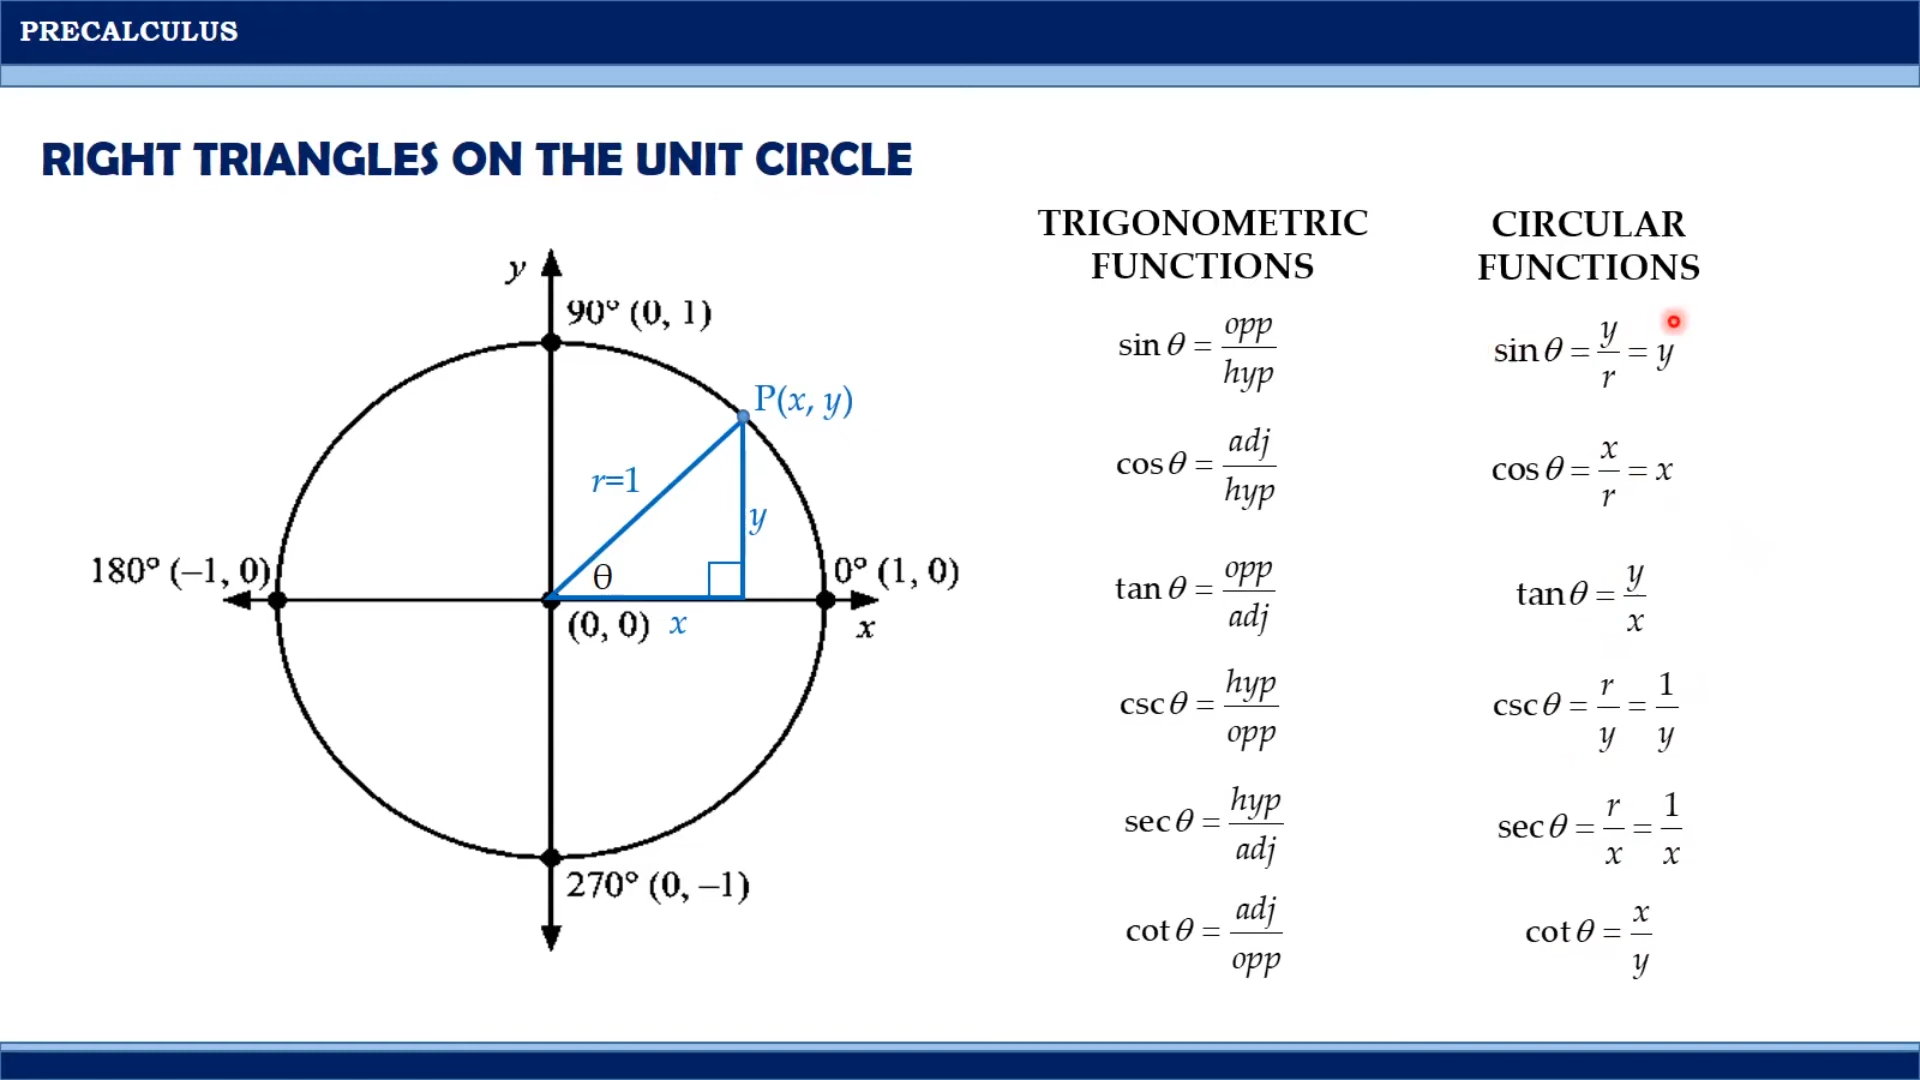 PRECALCULUS
RIGHT TRIANGLES ON THE UNIT CIRCLE
y
90° (0, 1)
P(x, y)
r=1
y
180° (–1, 0)
θ
0° (1, 0)
(0, 0)
x
x
270° (0, –1)
TRIGONOMETRIC
FUNCTIONS
sin θ = opp/hyp
cos θ = adj/hyp
tan θ = opp/adj
csc θ = hyp/opp
sec θ = hyp/adj
cot θ = adj/opp
CIRCULAR
FUNCTIONS
sin θ = y/r = y
cos θ = x/r = x
tan θ = y/x
csc θ = r/y = 1/y
sec θ = r/x = 1/x
cot θ = x/y